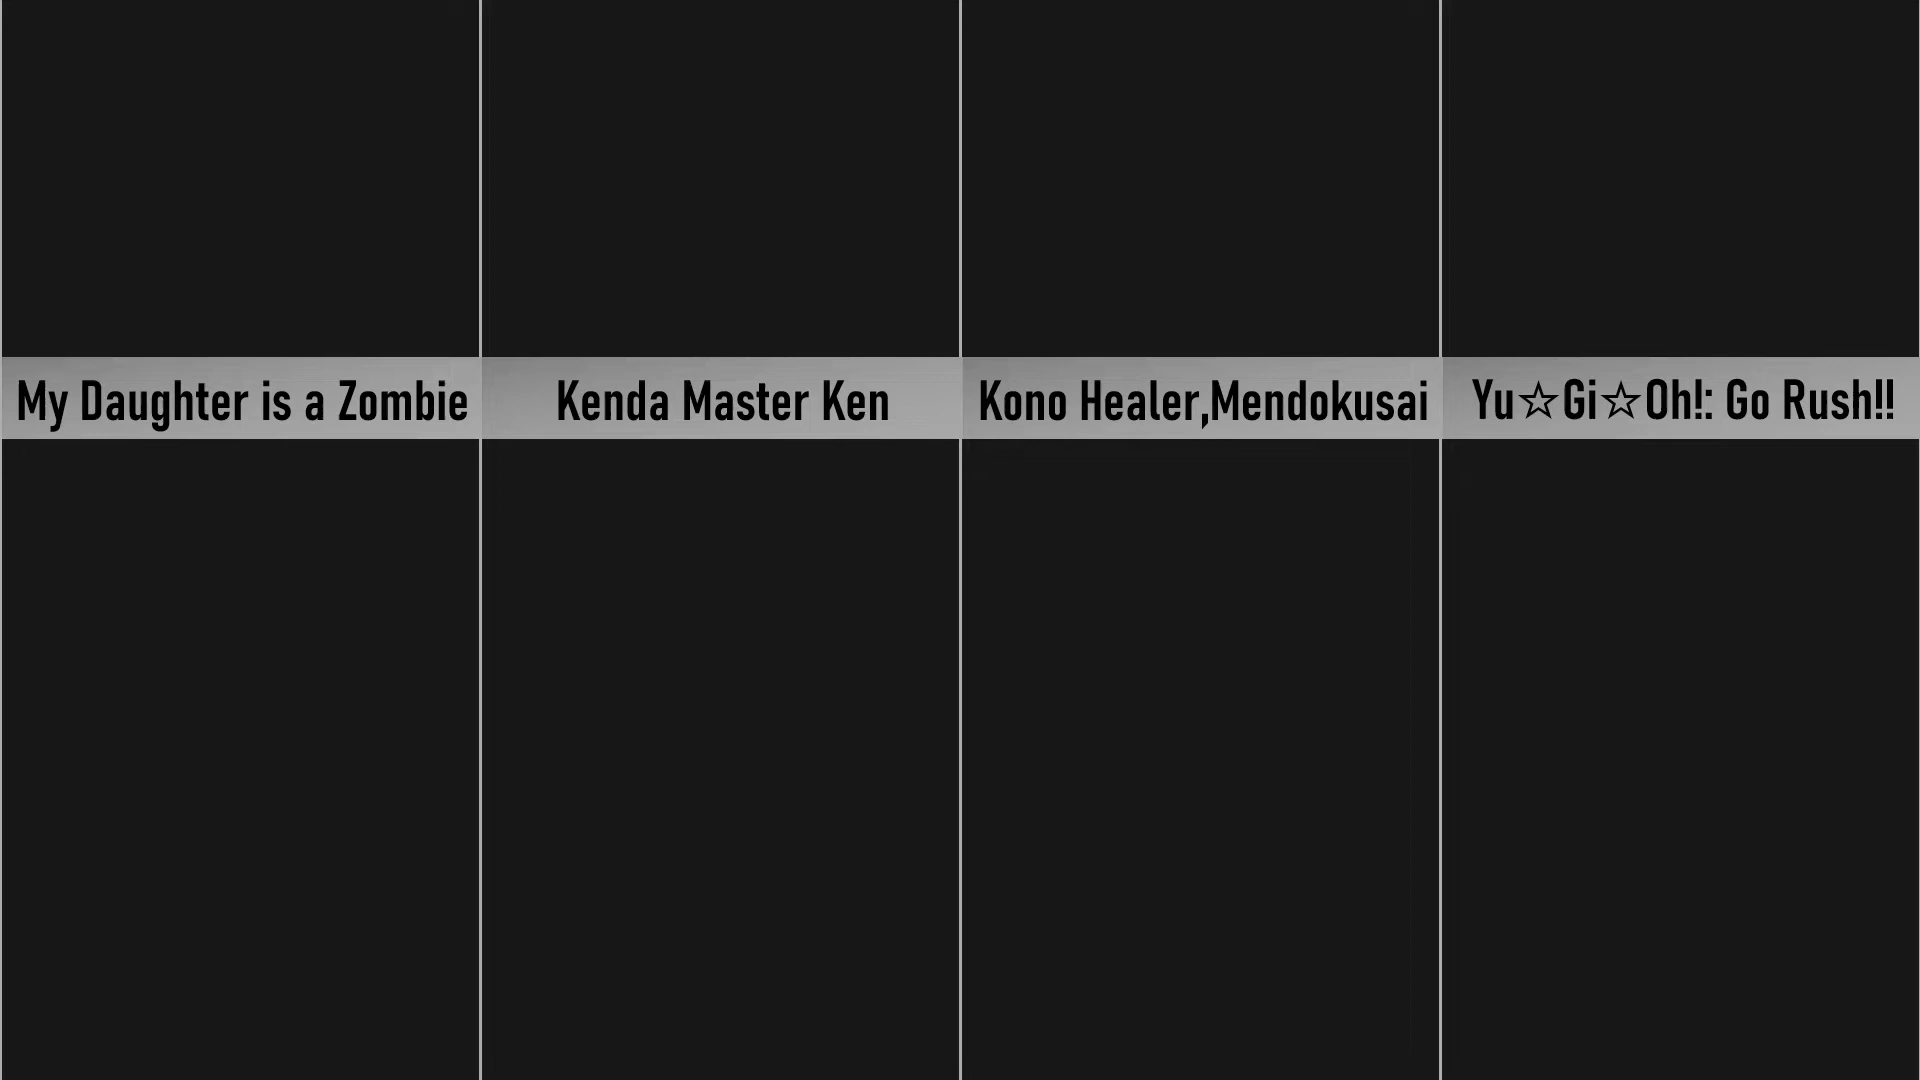 My Daughter is a Zombie
Kenda Master Ken
Kono Healer,Mendokusai
Yu☆Gi☆Oh!: Go Rush!!